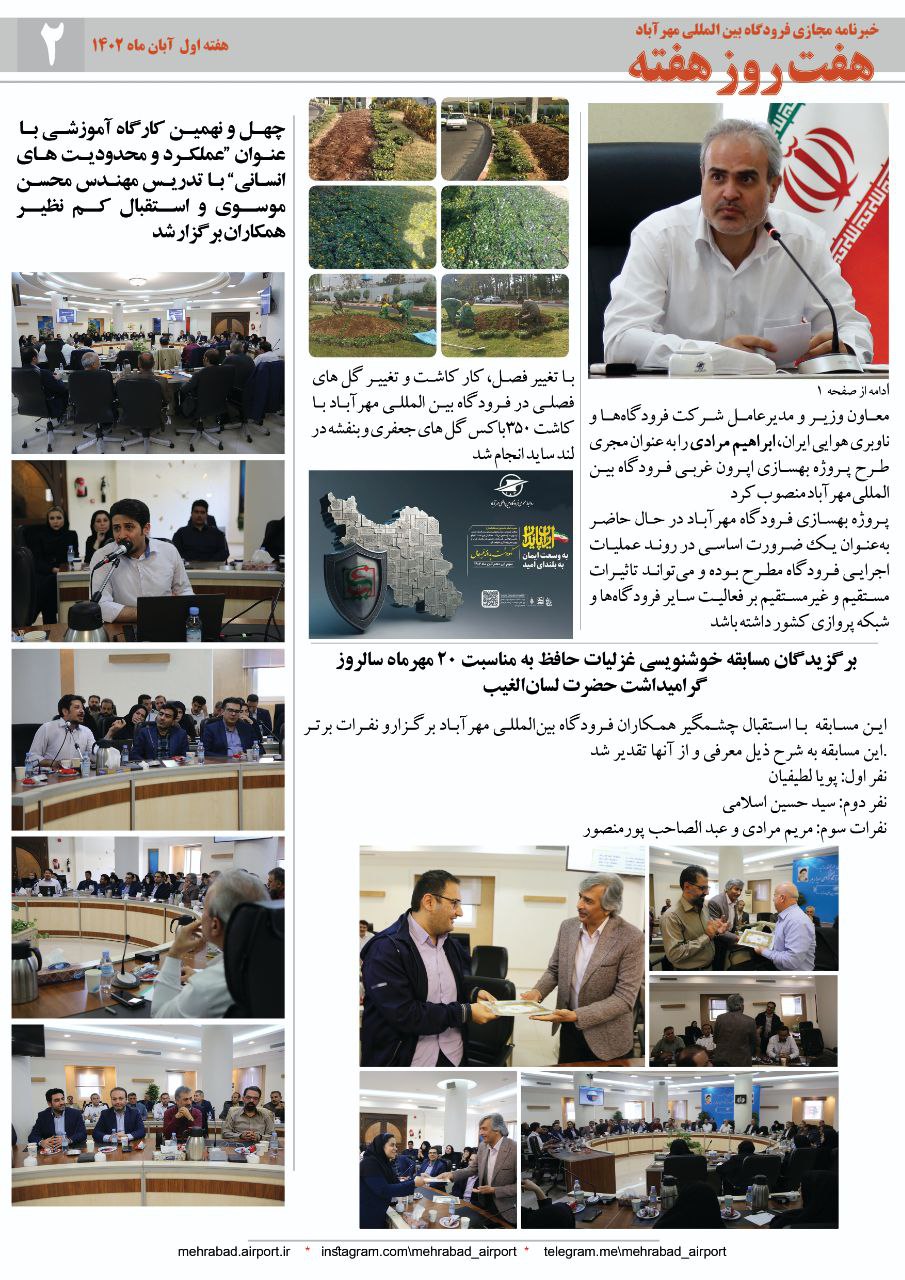 خبرنامه مجازی فرودگاه بین المللی مهرآباد
هفت روز هفته
هفته اول آبان ماه ۱۴۰۲
۲
ادامه از صفحه ۱
معاون وزیر و مدیرعامل شرکت فرودگاه‌ها و
ناوبری هوایی ایران،ابراهیم مرادی را به عنوان مجری
طرح پروژه بهسازی اپرون غربی فرودگاه بین
المللی مهرآباد منصوب کرد
پروژه بهسازی فرودگاه مهرآباد در حال حاضر
به‌عنوان یک ضرورت اساسی در روند عملیات
اجرایی فرودگاه مطرح بوده و می‌تواند تاثیرات
مستقیم و غیرمستقیم بر فعالیت سایر فرودگاه‌ها و
شبکه پروازی کشور داشته باشد
با تغییر فصل، کار کاشت و تغییر گل های
فصلی در فرودگاه بین المللی مهرآباد با
کاشت ۳۵۰باکس گل های جعفری و بنفشه در
لند ساید انجام شد
به وسعت ایمان
به بلندای امید
چهل و نهمین کارگاه آموزشی با
عنوان "عملکرد و محدودیت های
انسانی" با تدریس مهندس محسن
موسوی و استقبال کم نظیر
همکاران برگزار شد
برگزیدگان مسابقه خوشنویسی غزلیات حافظ به مناسبت ۲۰ مهرماه سالروز
گرامیداشت حضرت لسان‌الغیب
این مسابقه با استقبال چشمگیر همکاران فرودگاه بین‌المللی مهرآباد برگزارو نفرات برتر
.این مسابقه به شرح ذیل معرفی و از آنها تقدیر شد
نفر اول: پویا لطیفیان
نفر دوم: سید حسین اسلامی
نفرات سوم: مریم مرادی و عبد الصاحب پورمنصور
mehrabad.airport.ir * instagram.com\mehrabad_airport * telegram.me\mehrabad_airport